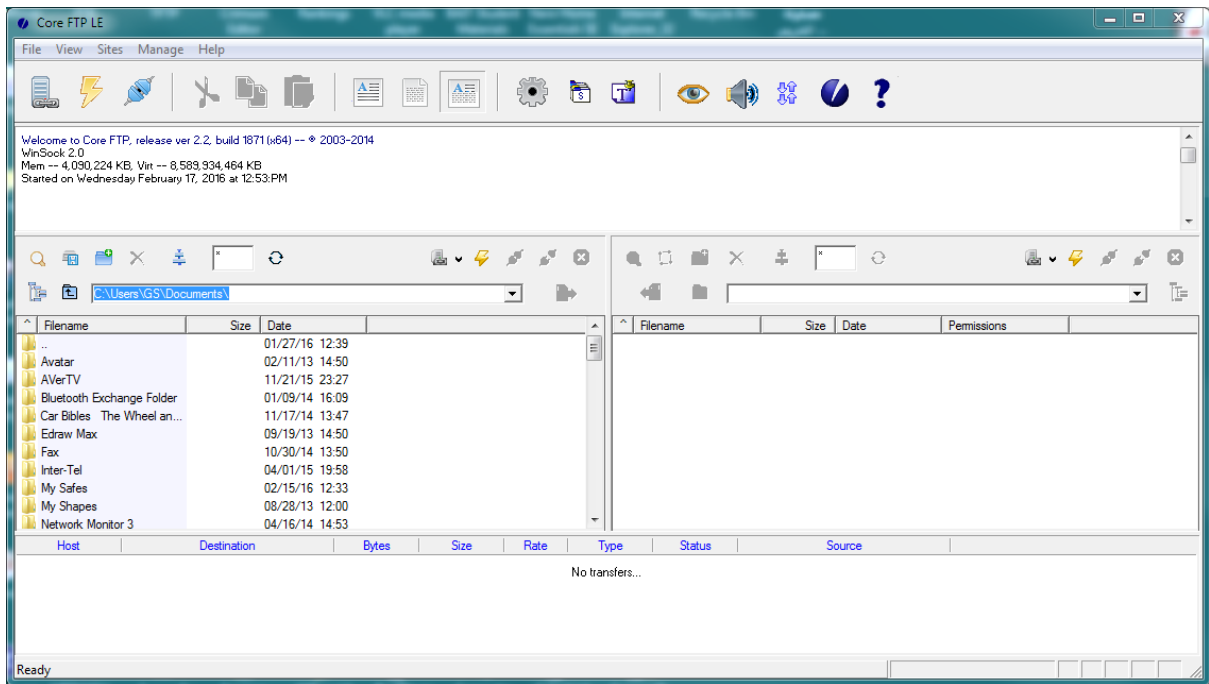 Core FTP LE
File View Sites Manage Help
Welcome to Core FTP, release ver 2.2, build 1871 (x64) -- © 2003-2014
WinSock 2.0
Mem -- 4,090,224 KB, Virt -- 8,589,934,464 KB
Started on Wednesday February 17, 2016 at 12:53:PM
*
*
C:\Users\GS\Documents\
^ Filename Size Date
^ Filename Size Date Permissions
.. 01/27/16 12:39
Avatar 02/11/13 14:50
AVerTV 11/21/15 23:27
Bluetooth Exchange Folder 01/09/14 16:09
Car Bibles The Wheel an... 11/17/14 13:47
Edraw Max 09/19/13 14:50
Fax 10/30/14 13:50
Inter-Tel 04/01/15 19:58
My Safes 02/15/16 12:33
My Shapes 08/28/13 12:00
Network Monitor 3 04/16/14 14:53
Host Destination Bytes Size Rate Type Status Source
No transfers...
Ready